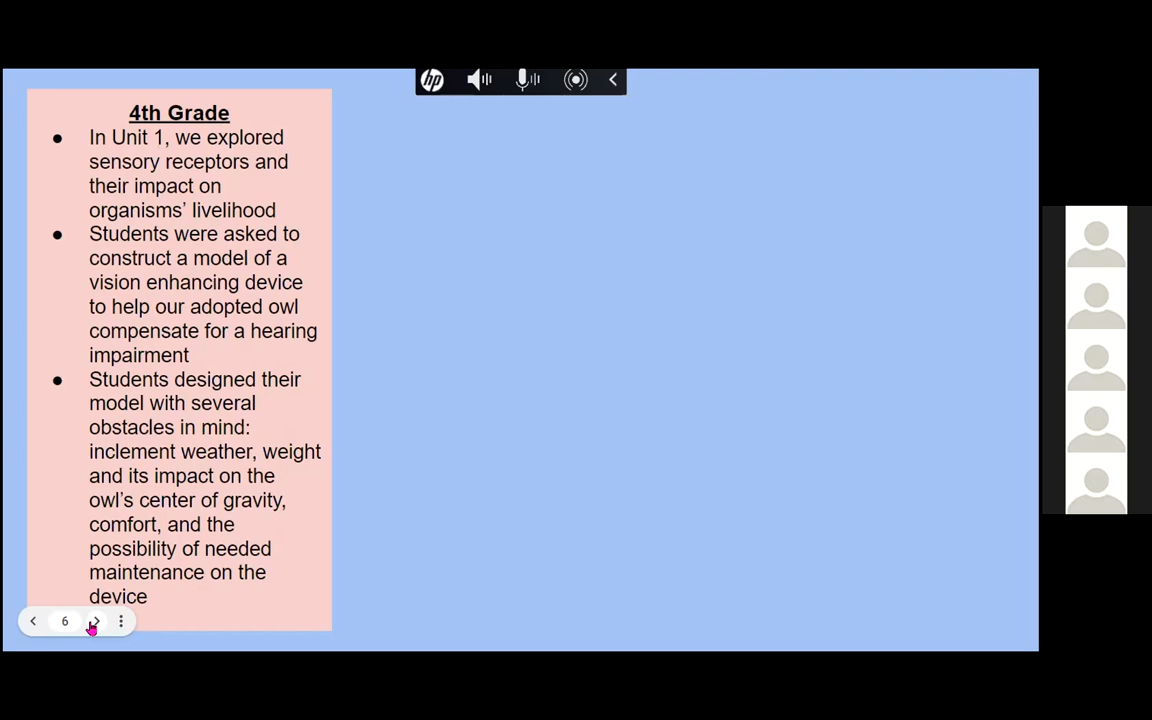 hp
4th Grade
● In Unit 1, we explored
sensory receptors and
their impact on
organisms’ livelihood
● Students were asked to
construct a model of a
vision enhancing device
to help our adopted owl
compensate for a hearing
impairment
● Students designed their
model with several
obstacles in mind:
inclement weather, weight
and its impact on the
owl’s center of gravity,
comfort, and the
possibility of needed
maintenance on the
device
6